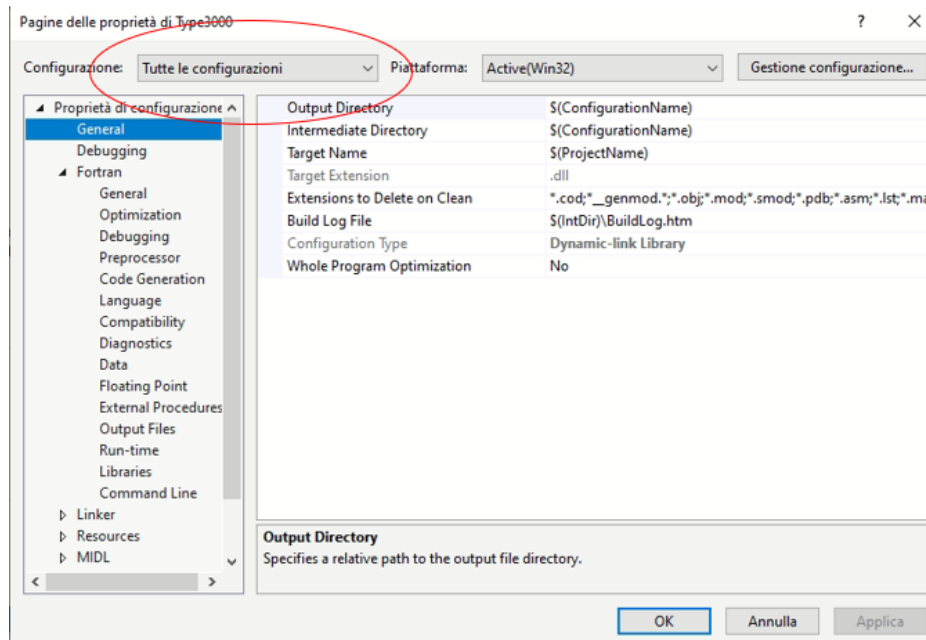 Pagine delle proprietà di Type3000 ? ×
Configurazione: Tutte le configurazioni Piattaforma: Active(Win32) Gestione configurazione...
Proprietà di configurazione
General
Debugging
Fortran
General
Optimization
Debugging
Preprocessor
Code Generation
Language
Compatibility
Diagnostics
Data
Floating Point
External Procedures
Output Files
Run-time
Libraries
Command Line
Linker
Resources
MIDL
Output Directory $(ConfigurationName)
Intermediate Directory $(ConfigurationName)
Target Name $(ProjectName)
Target Extension .dll
Extensions to Delete on Clean *.cod;*__genmod.*;*.obj;*.mod;*.smod;*.pdb;*.asm;*.lst;*.ma
Build Log File $(IntDir)\BuildLog.htm
Configuration Type Dynamic-link Library
Whole Program Optimization No
Output Directory
Specifies a relative path to the output file directory.
OK Annulla Applica